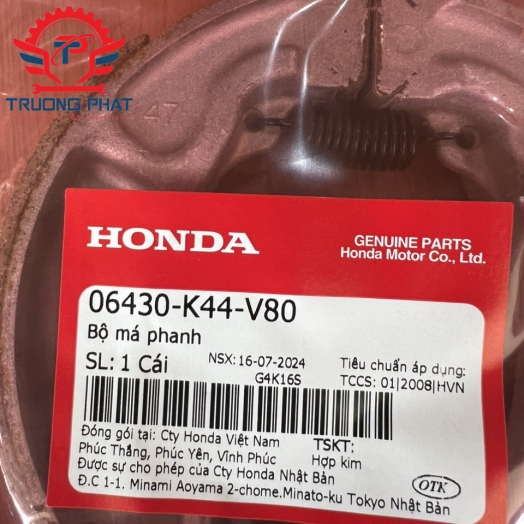 TRUONG PHAT
47
HONDA
GENUINE PARTS
Honda Motor Co., Ltd.
06430-K44-V80
Bộ má phanh
SL: 1 Cái
NSX: 16-07-2024
G4K16S
Tiêu chuẩn áp dụng:
TCCS: 01|2008|HVN
Đóng gói tại: Cty Honda Việt Nam
Phúc Thắng, Phúc Yên, Vĩnh Phúc
TSKT:
Hợp kim
Được sự cho phép của Cty Honda Nhật Bản
Đ.C 1-1. Minami Aoyama 2-chome.Minato-ku Tokyo Nhật Bản
OTK